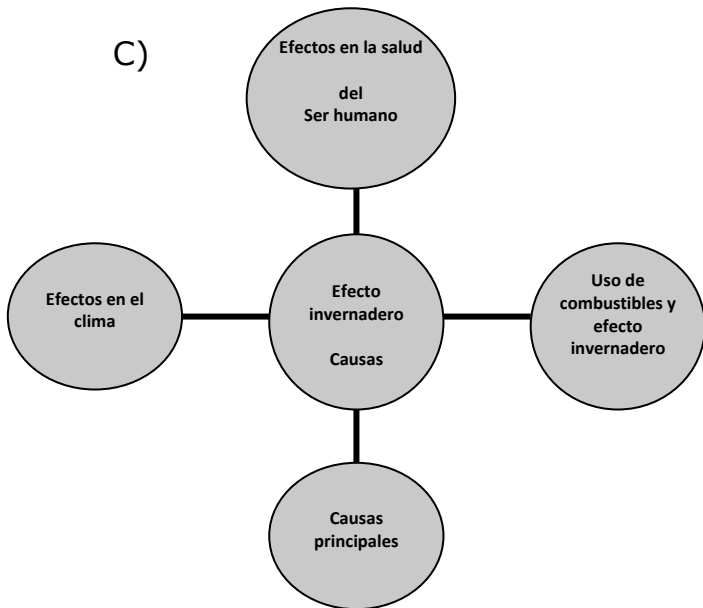 C)
Efectos en la salud
del
Ser humano
Efectos en el
clima
Efecto
invernadero
Causas
Uso de
combustibles y
efecto
invernadero
Causas
principales